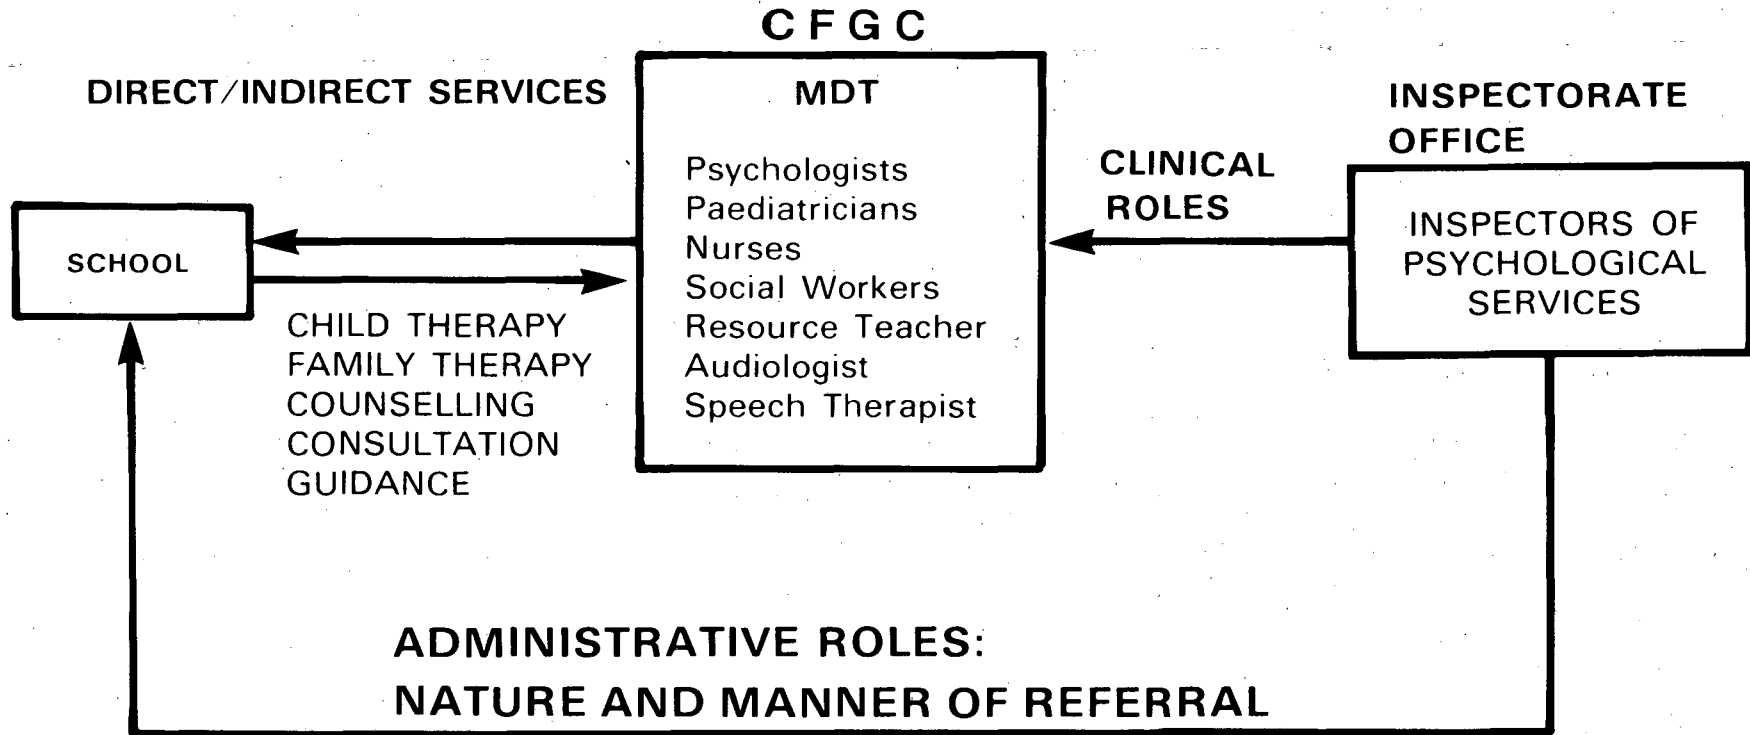 CFGC
DIRECT/INDIRECT SERVICES
MDT
Psychologists
Paediatricians
Nurses
Social Workers
Resource Teacher
Audiologist
Speech Therapist
SCHOOL
CHILD THERAPY
FAMILY THERAPY
COUNSELLING
CONSULTATION
GUIDANCE
CLINICAL
ROLES
INSPECTORATE
OFFICE
INSPECTORS OF
PSYCHOLOGICAL
SERVICES
ADMINISTRATIVE ROLES:
NATURE AND MANNER OF REFERRAL